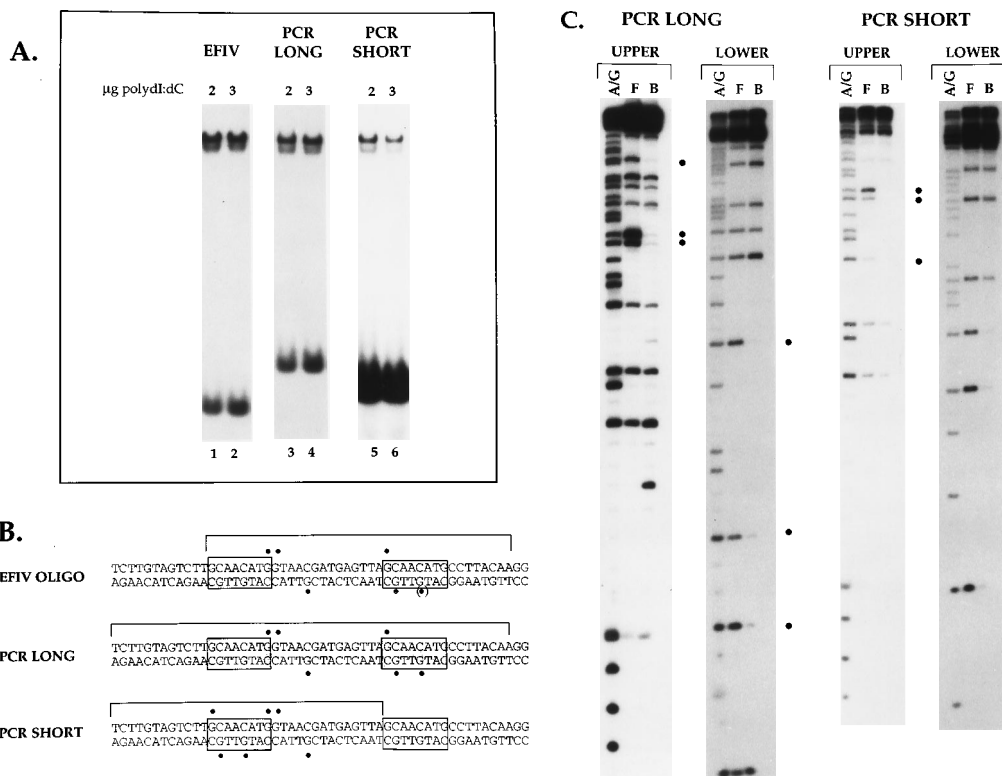 A.
EFIV
PCR LONG
PCR SHORT
µg polydI:dC
2 3
2 3
2 3
1 2
3 4
5 6
B.
EFIV OLIGO
TCTTGTAGTCTTGCAACATGGTAACGATGAGTTAGCAACATGCCTTACAAGG
AGAACATCAGAACGTTGTACCATTGCTACTCAATCGTTGTACGGAATGTTCC
(•)
PCR LONG
TCTTGTAGTCTTGCAACATGGTAACGATGAGTTAGCAACATGCCTTACAAGG
AGAACATCAGAACGTTGTACCATTGCTACTCAATCGTTGTACGGAATGTTCC
PCR SHORT
TCTTGTAGTCTTGCAACATGGTAACGATGAGTTAGCAACATGCCTTACAAGG
AGAACATCAGAACGTTGTACCATTGCTACTCAATCGTTGTACGGAATGTTCC
C.
PCR LONG
UPPER
A/G F B
LOWER
A/G F B
PCR SHORT
UPPER
A/G F B
LOWER
A/G F B